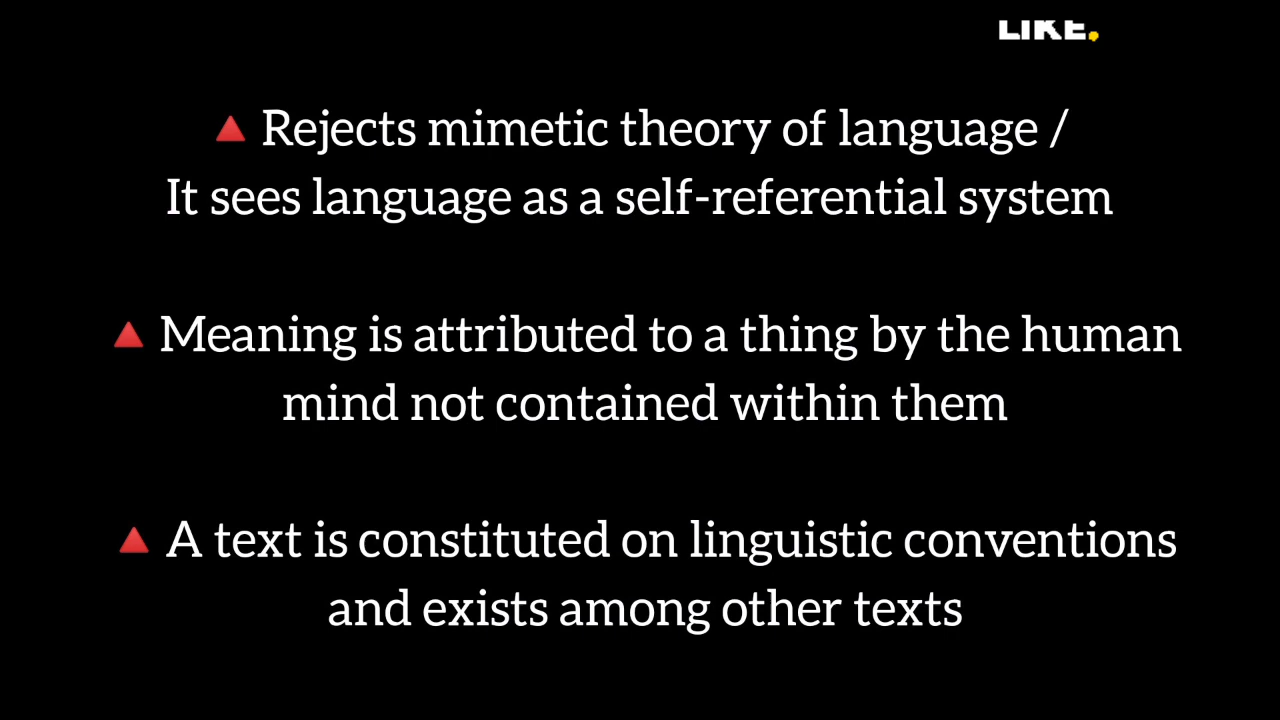 LIKE.
🔺Rejects mimetic theory of language /
It sees language as a self-referential system
🔺Meaning is attributed to a thing by the human
mind not contained within them
🔺A text is constituted on linguistic conventions
and exists among other texts